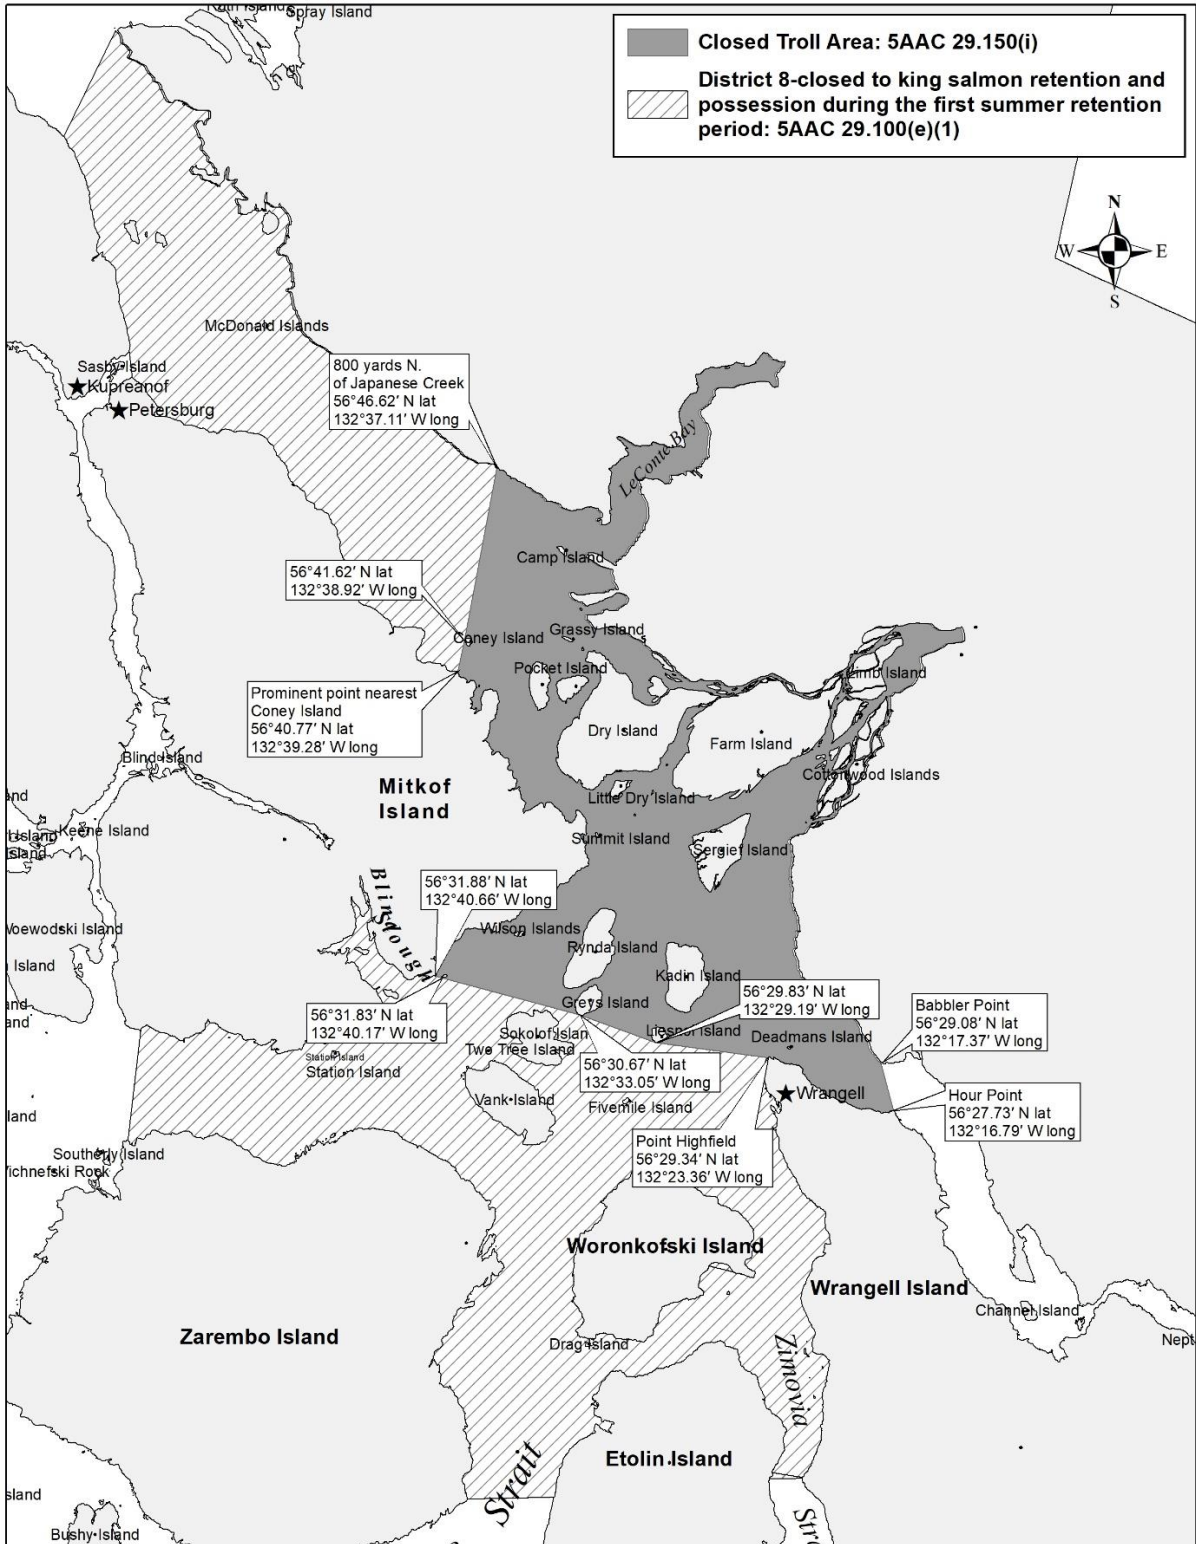 Spray Island
Closed Troll Area: 5AAC 29.150(i)
District 8-closed to king salmon retention and
possession during the first summer retention
period: 5AAC 29.100(e)(1)
N
W
E
S
McDonald Islands
800 yards N.
of Japanese Creek
56°46.62' N lat
132°37.11' W long
Sasby Island
Kupreanof
Petersburg
LeConte Bay
Camp Island
56°41.62' N lat
132°38.92' W long
Coney Island
Grassy Island
Pocket Island
Limb Island
Prominent point nearest
Coney Island
56°40.77' N lat
132°39.28' W long
Dry Island
Farm Island
Blind Island
Cottonwood Islands
Mitkof
Island
Little Dry Island
Keene Island
Summit Island
Sergief Island
56°31.88' N lat
132°40.66' W long
Blind
Slough
Wilson Islands
Rynda Island
Kadin Island
Island
56°29.83' N lat
132°29.19' W long
Greys Island
Babbler Point
56°29.08' N lat
132°17.37' W long
56°31.83' N lat
132°40.17' W long
Liesnoi Island
Deadmans Island
Two Tree Island
Station Island
Station Island
56°30.67' N lat
132°33.05' W long
Vank Island
Fivemile Island
Wrangell
Hour Point
56°27.73' N lat
132°16.79' W long
Point Highfield
56°29.34' N lat
132°23.36' W long
Southerly Island
Woronkofski Island
Wrangell Island
Channel Island
Zarembo Island
Drag Island
Zimovia
Etolin Island
Strait
Bushy Island